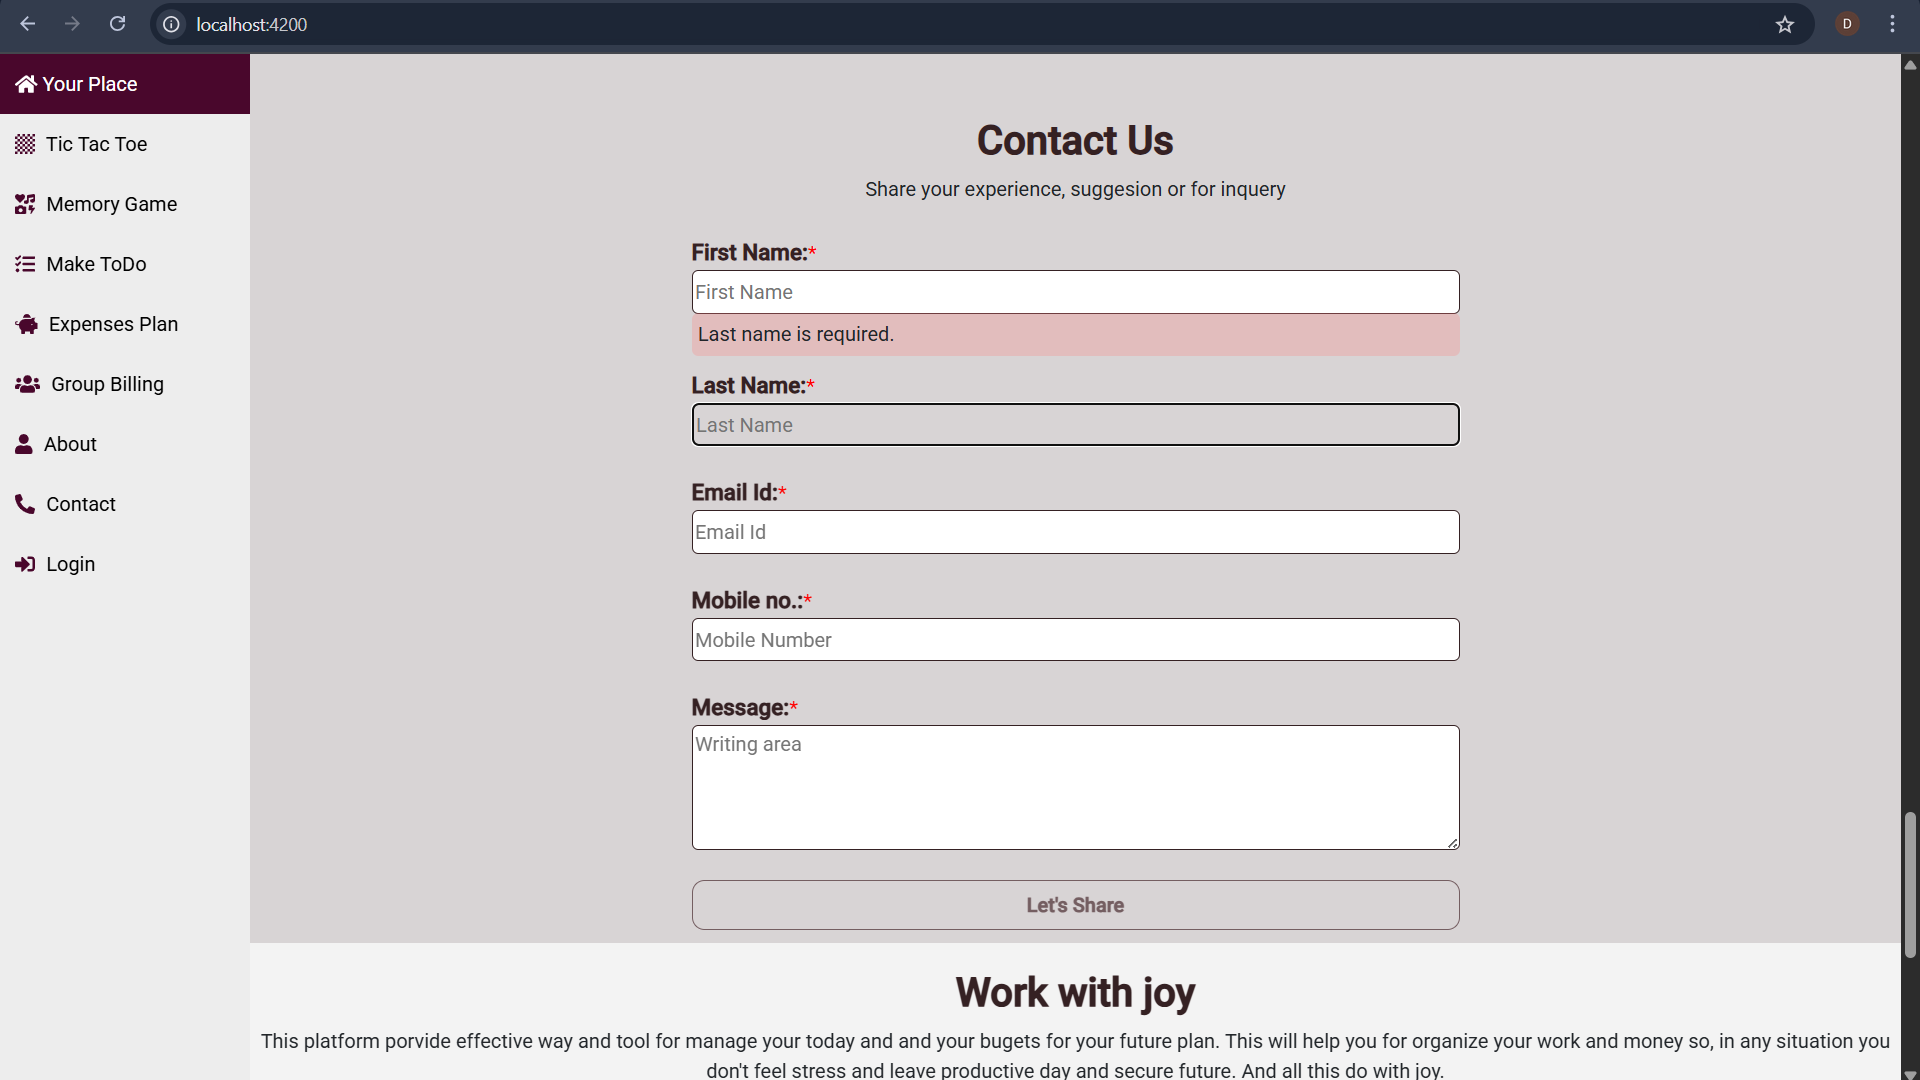 localhost:4200
D
Your Place
Tic Tac Toe
Memory Game
Make ToDo
Expenses Plan
Group Billing
About
Contact
Login
Contact Us
Share your experience, suggesion or for inquery
First Name:*
First Name
Last name is required.
Last Name:*
Last Name
Email Id:*
Email Id
Mobile no.:*
Mobile Number
Message:*
Writing area
Let's Share
Work with joy
This platform porvide effective way and tool for manage your today and and your bugets for your future plan. This will help you for organize your work and money so, in any situation you
don't feel stress and leave productive day and secure future. And all this do with joy.